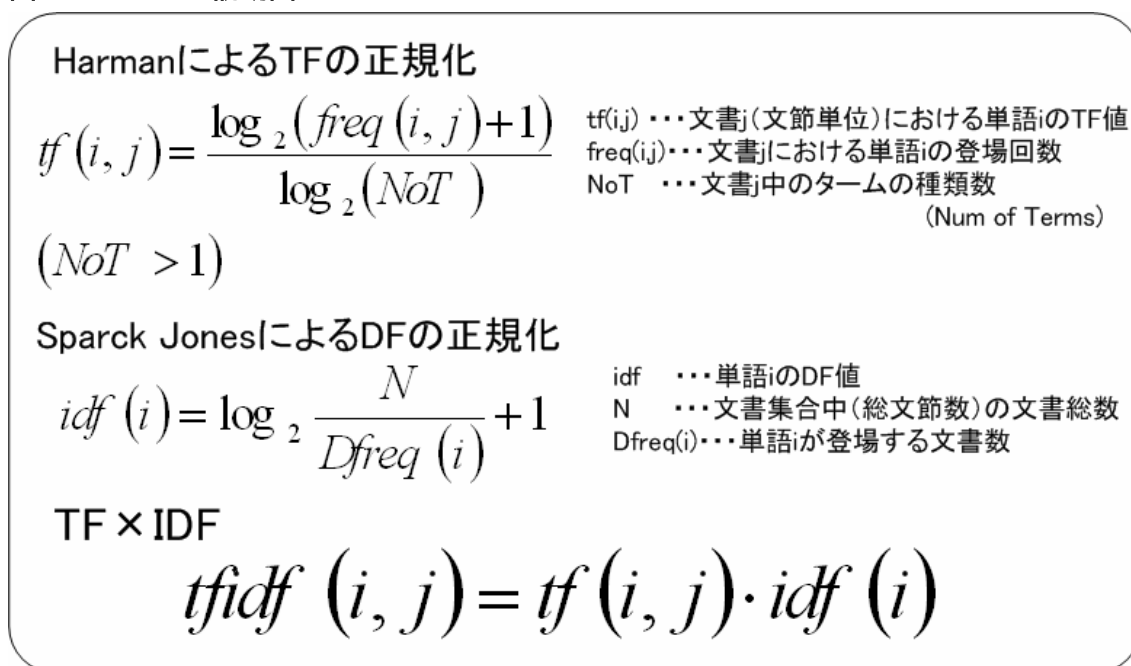 HarmanによるTFの正規化
tf (i, j) = log 2 (freq (i, j)+1) / log 2 (NoT )
tf(i,j) ・・・文書j(文節単位)における単語iのTF値
freq(i,j)・・・文書jにおける単語iの登場回数
NoT ・・・文書j中のタームの種類数
(Num of Terms)
(NoT > 1)
Sparck JonesによるDFの正規化
idf (i) = log 2 N / Dfreq (i) + 1
idf ・・・単語iのDF値
N ・・・文書集合中(総文節数)の文書総数
Dfreq(i)・・・単語iが登場する文書数
TF×IDF
tfidf (i, j) = tf (i, j)・idf (i)